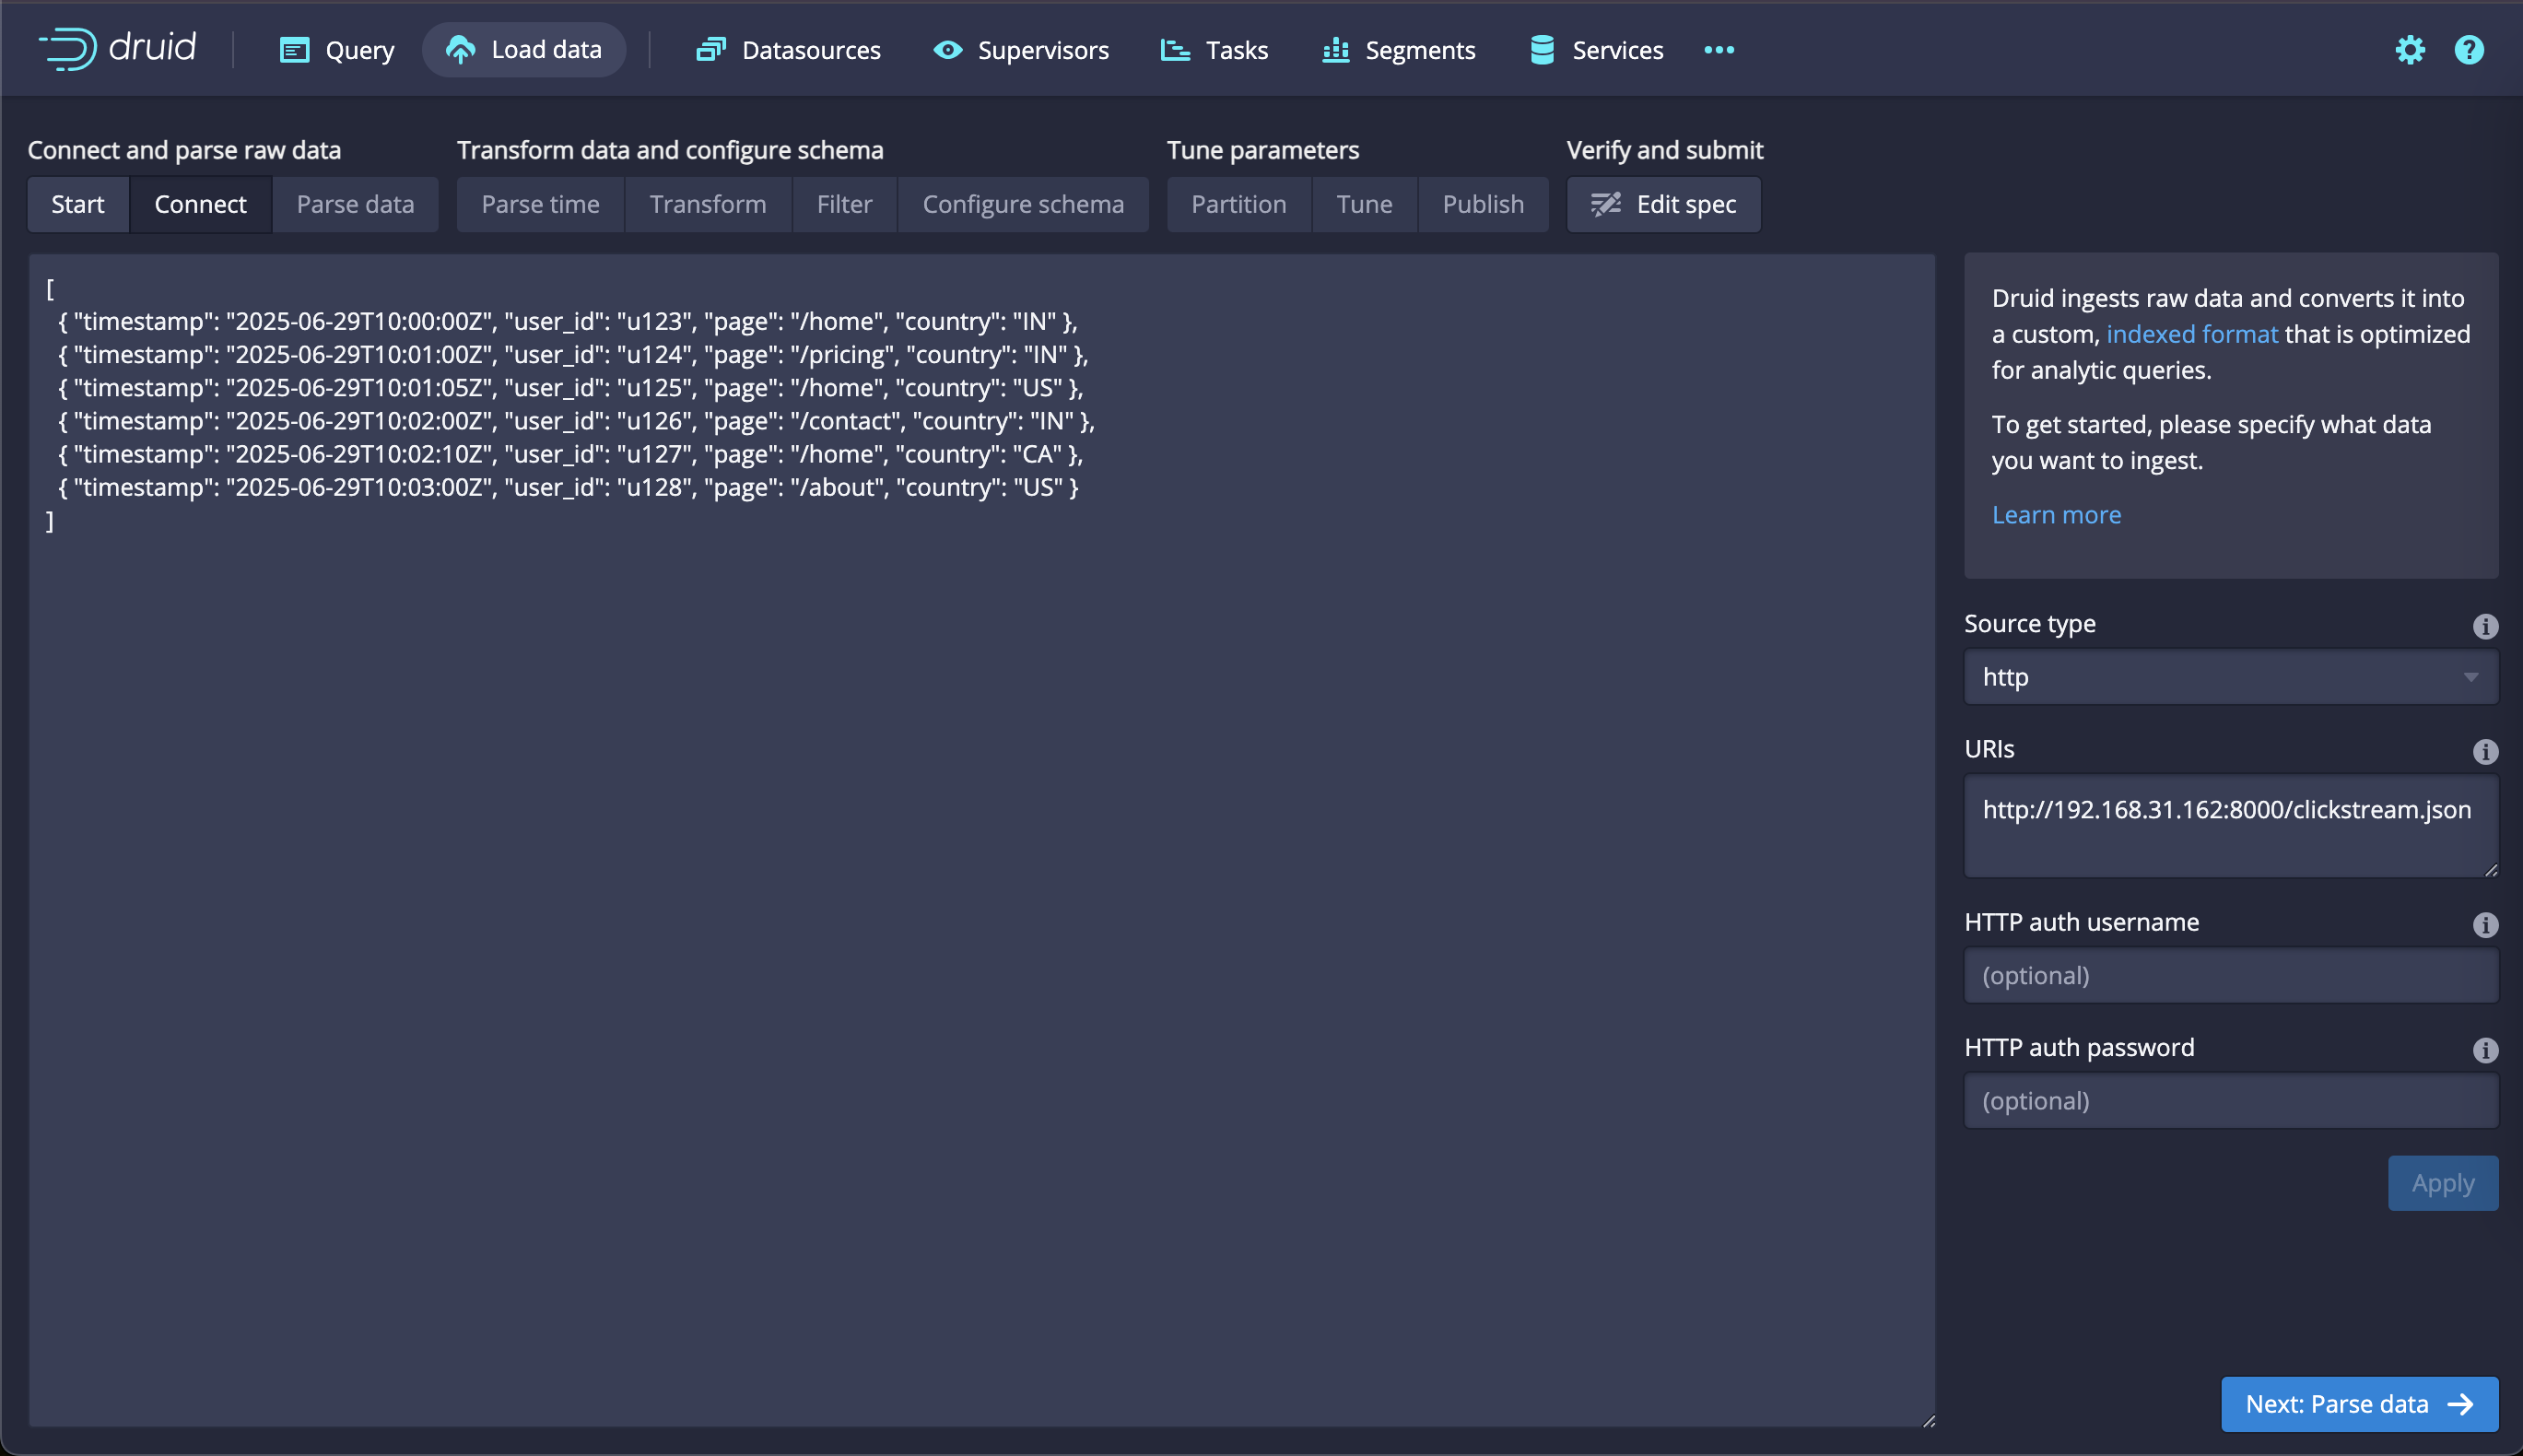 druid
Query
Load data
Datasources
Supervisors
Tasks
Segments
Services
Connect and parse raw data
Transform data and configure schema
Tune parameters
Verify and submit
Start
Connect
Parse data
Parse time
Transform
Filter
Configure schema
Partition
Tune
Publish
Edit spec
[
{ "timestamp": "2025-06-29T10:00:00Z", "user_id": "u123", "page": "/home", "country": "IN" },
{ "timestamp": "2025-06-29T10:01:00Z", "user_id": "u124", "page": "/pricing", "country": "IN" },
{ "timestamp": "2025-06-29T10:01:05Z", "user_id": "u125", "page": "/home", "country": "US" },
{ "timestamp": "2025-06-29T10:02:00Z", "user_id": "u126", "page": "/contact", "country": "IN" },
{ "timestamp": "2025-06-29T10:02:10Z", "user_id": "u127", "page": "/home", "country": "CA" },
{ "timestamp": "2025-06-29T10:03:00Z", "user_id": "u128", "page": "/about", "country": "US" }
]
Druid ingests raw data and converts it into
a custom, indexed format that is optimized
for analytic queries.
To get started, please specify what data
you want to ingest.
Learn more
Source type
http
URIs
http://192.168.31.162:8000/clickstream.json
HTTP auth username
(optional)
HTTP auth password
(optional)
Apply
Next: Parse data